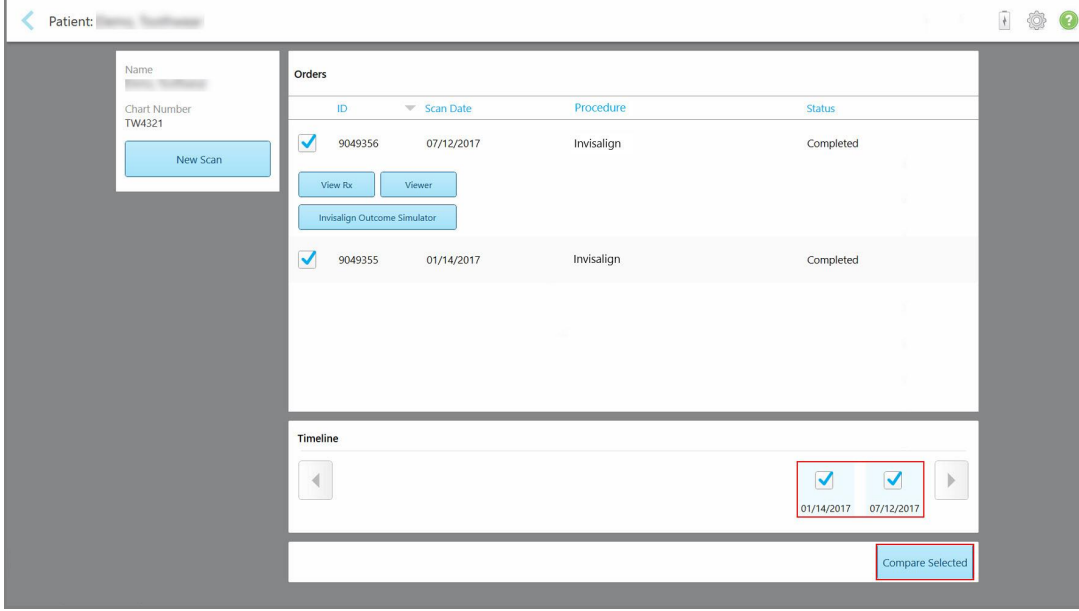 Patient:
Name
Chart Number
TW4321
New Scan
Orders
ID Scan Date Procedure Status
9049356 07/12/2017 Invisalign Completed
View Rx Viewer
Invisalign Outcome Simulator
9049355 01/14/2017 Invisalign Completed
Timeline
01/14/2017 07/12/2017
Compare Selected
?